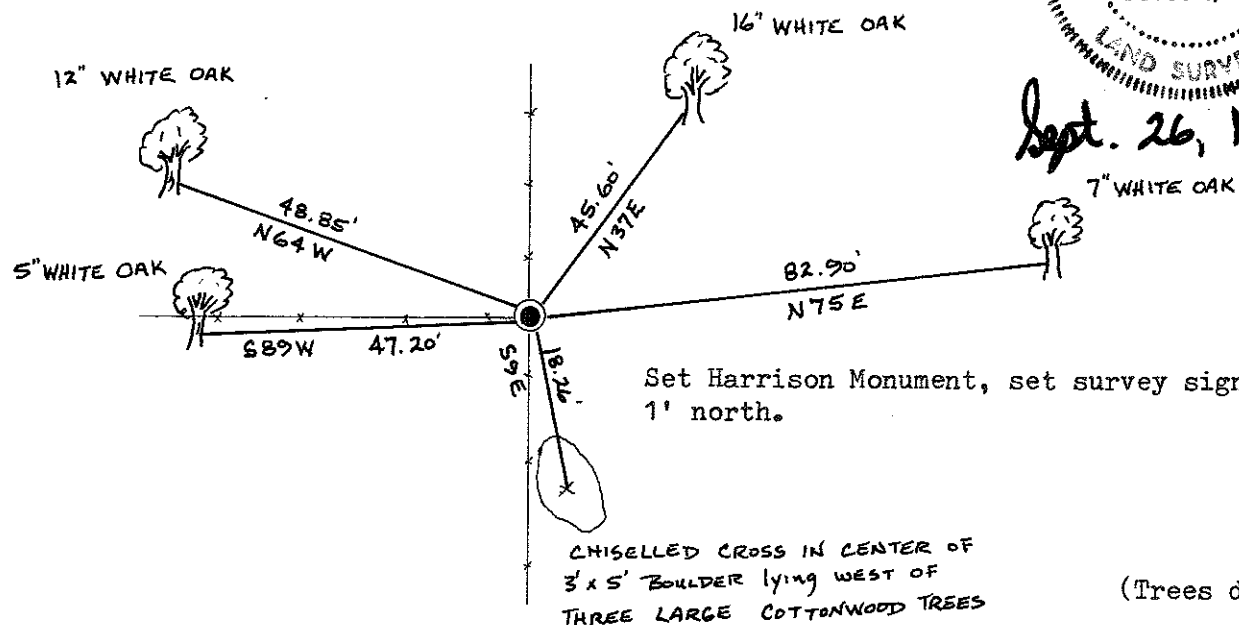 16" WHITE OAK
12" WHITE OAK
LAND SURV
Sept. 26, 1
7" WHITE OAK
48.85'
N64W
45.60'
N37E
5" WHITE OAK
82.90'
N75E
S89W 47.20'
S9E
18.26'
Set Harrison Monument, set survey sign
1' north.
CHISELLED CROSS IN CENTER OF
3' x 5' BOULDER lying WEST OF
THREE LARGE COTTONWOOD TREES
(Trees d